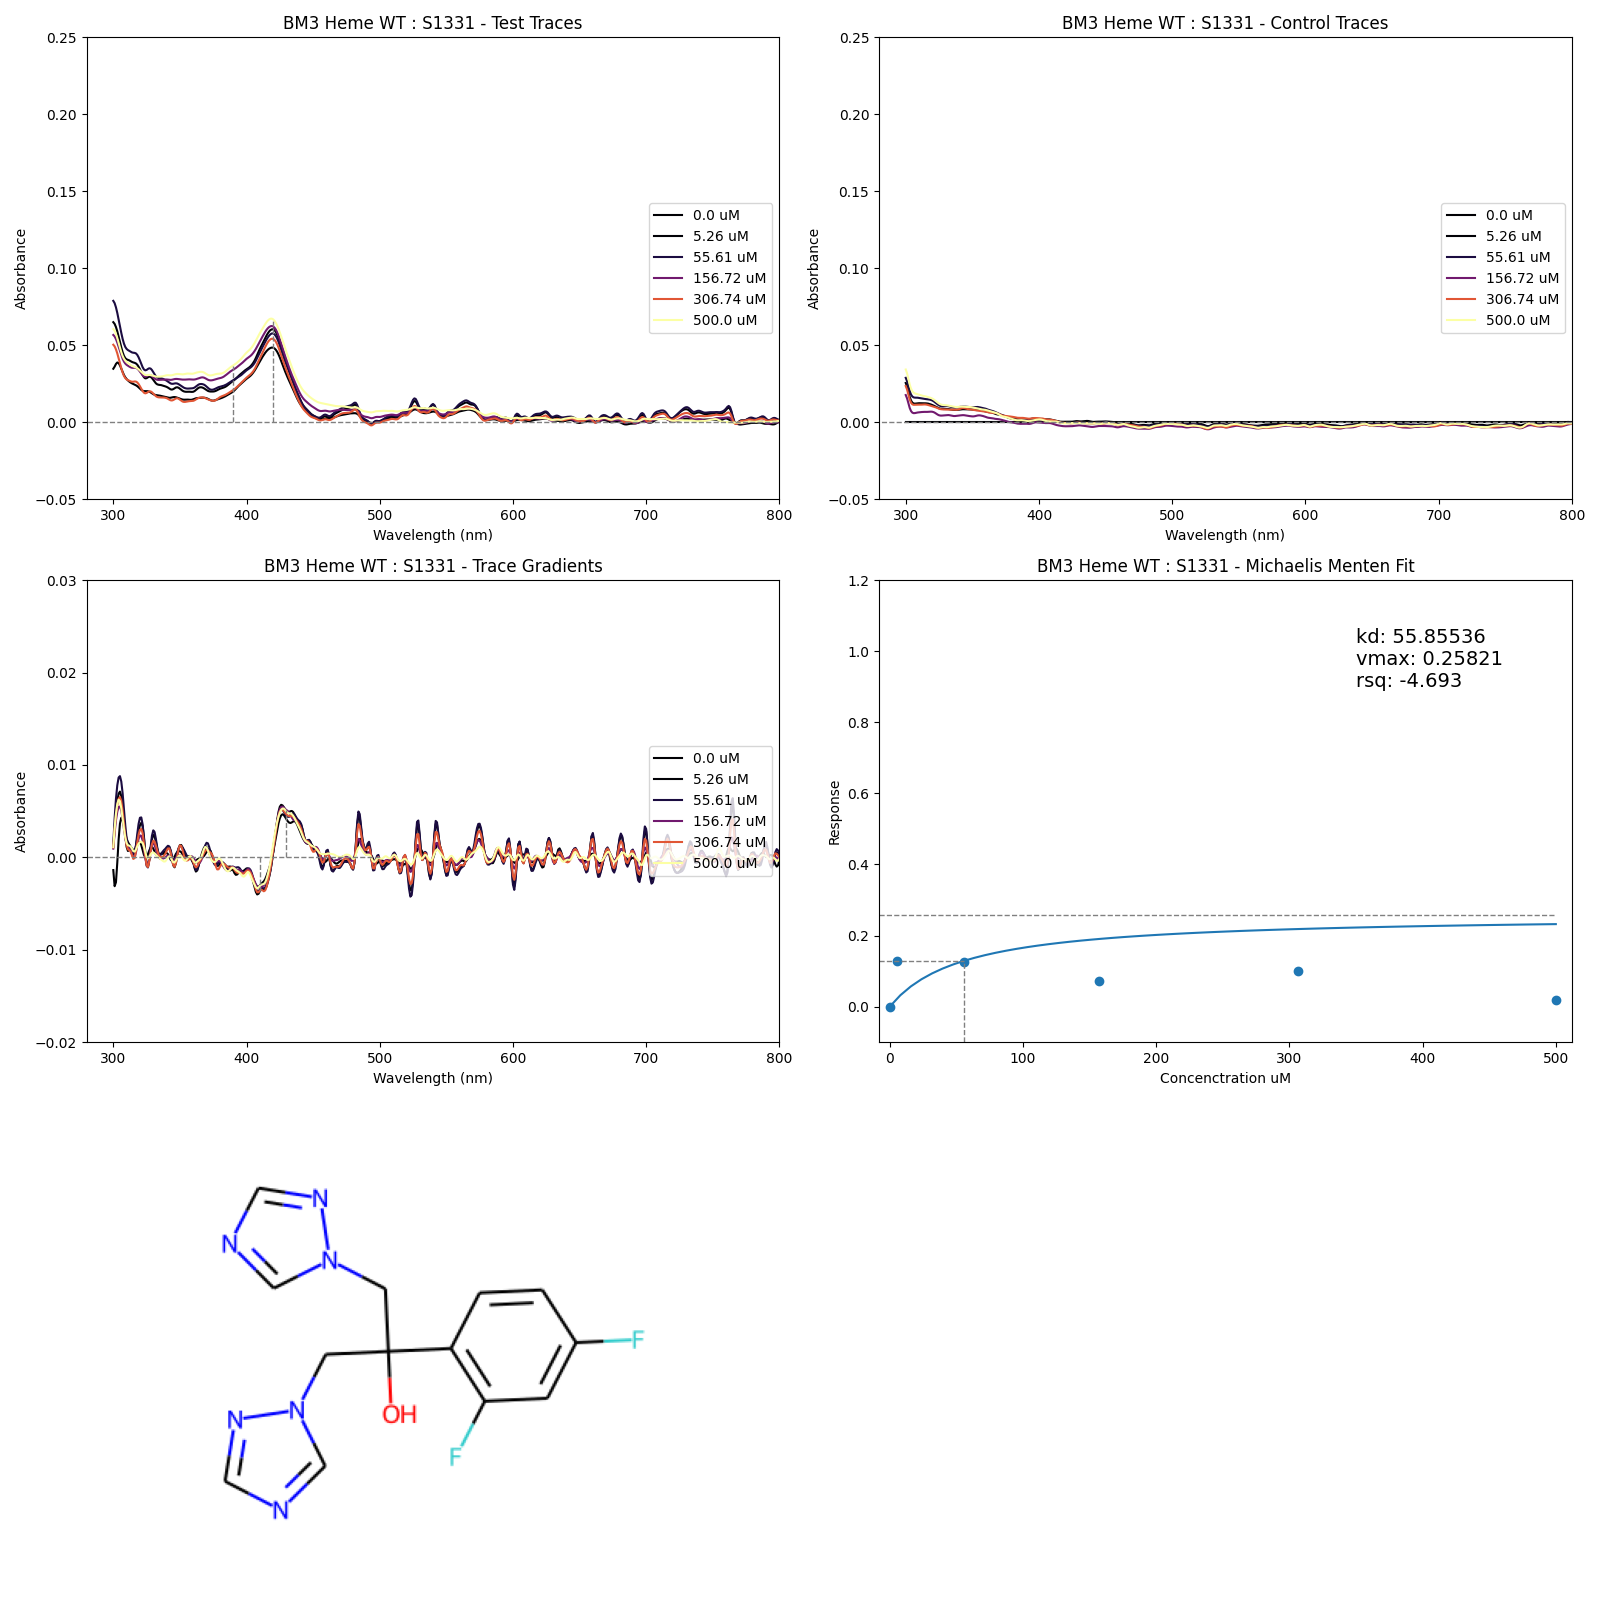 BM3 Heme WT : S1331 - Test Traces
Absorbance
0.25
0.20
0.15
0.10
0.05
0.00
−0.05
300 400 500 600 700 800
Wavelength (nm)
0.0 uM
5.26 uM
55.61 uM
156.72 uM
306.74 uM
500.0 uM
BM3 Heme WT : S1331 - Control Traces
Absorbance
0.25
0.20
0.15
0.10
0.05
0.00
−0.05
300 400 500 600 700 800
Wavelength (nm)
0.0 uM
5.26 uM
55.61 uM
156.72 uM
306.74 uM
500.0 uM
BM3 Heme WT : S1331 - Trace Gradients
Absorbance
0.03
0.02
0.01
0.00
−0.01
−0.02
300 400 500 600 700 800
Wavelength (nm)
0.0 uM
5.26 uM
55.61 uM
156.72 uM
306.74 uM
500.0 uM
BM3 Heme WT : S1331 - Michaelis Menten Fit
Response
1.2
1.0
0.8
0.6
0.4
0.2
0.0
0 100 200 300 400 500
Concenctration uM
kd: 55.85536
vmax: 0.25821
rsq: -4.693
N
N
N
F
N
N
OH
F
N